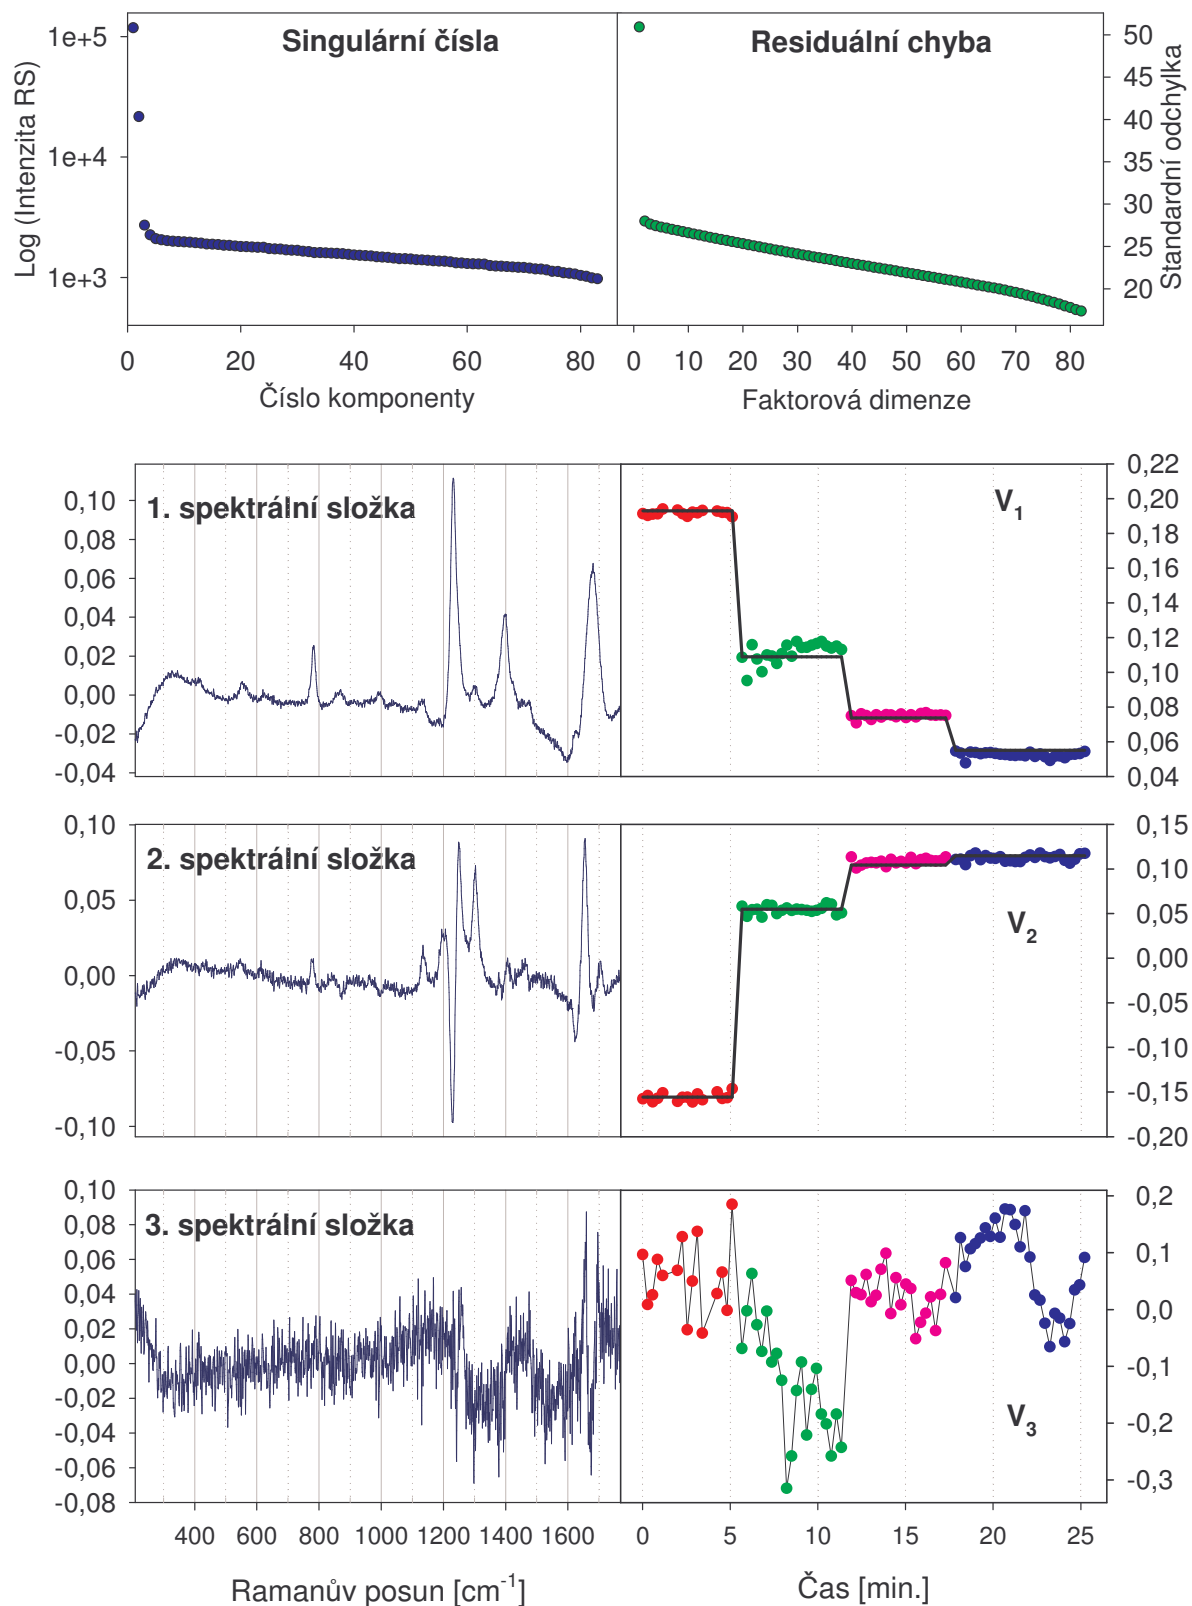 Singulární čísla
Residuální chyba
Log (Intenzita RS)
1e+5
1e+4
1e+3
50
45
40
35
30
25
20
Standardní odchylka
0 20 40 60 80
0 10 20 30 40 50 60 70 80
Číslo komponenty
Faktorová dimenze
1. spektrální složka
0,10
0,08
0,06
0,04
0,02
0,00
-0,02
-0,04
V1
0,22
0,20
0,18
0,16
0,14
0,12
0,10
0,08
0,06
0,04
2. spektrální složka
0,10
0,05
0,00
-0,05
-0,10
V2
0,15
0,10
0,05
0,00
-0,05
-0,10
-0,15
-0,20
3. spektrální složka
0,10
0,08
0,06
0,04
0,02
0,00
-0,02
-0,04
-0,06
-0,08
V3
0,2
0,1
0,0
-0,1
-0,2
-0,3
400 600 800 1000 1200 1400 1600
0 5 10 15 20 25
Ramanův posun [cm-1]
Čas [min.]